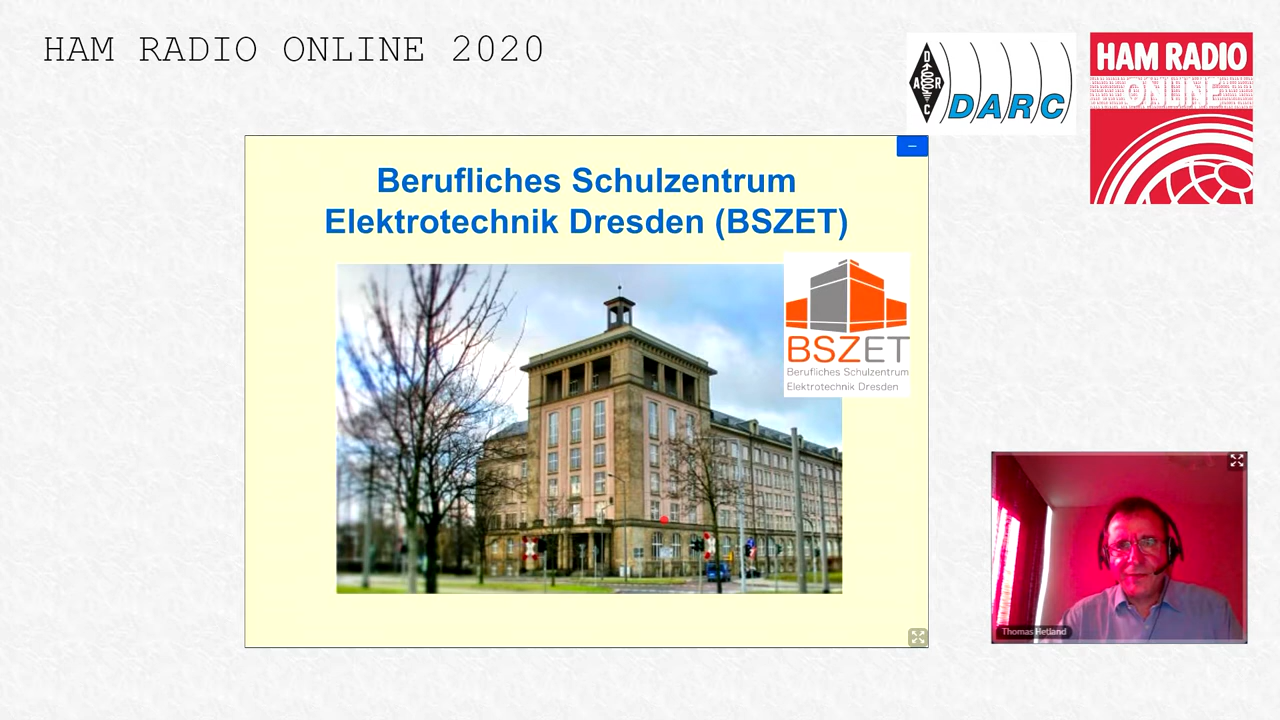 HAM RADIO ONLINE 2020
D
A R
C
DARC
HAM RADIO
ONLINE
Berufliches Schulzentrum
Elektrotechnik Dresden (BSZET)
BSZET
Berufliches Schulzentrum
Elektrotechnik Dresden
Thomas Hetland